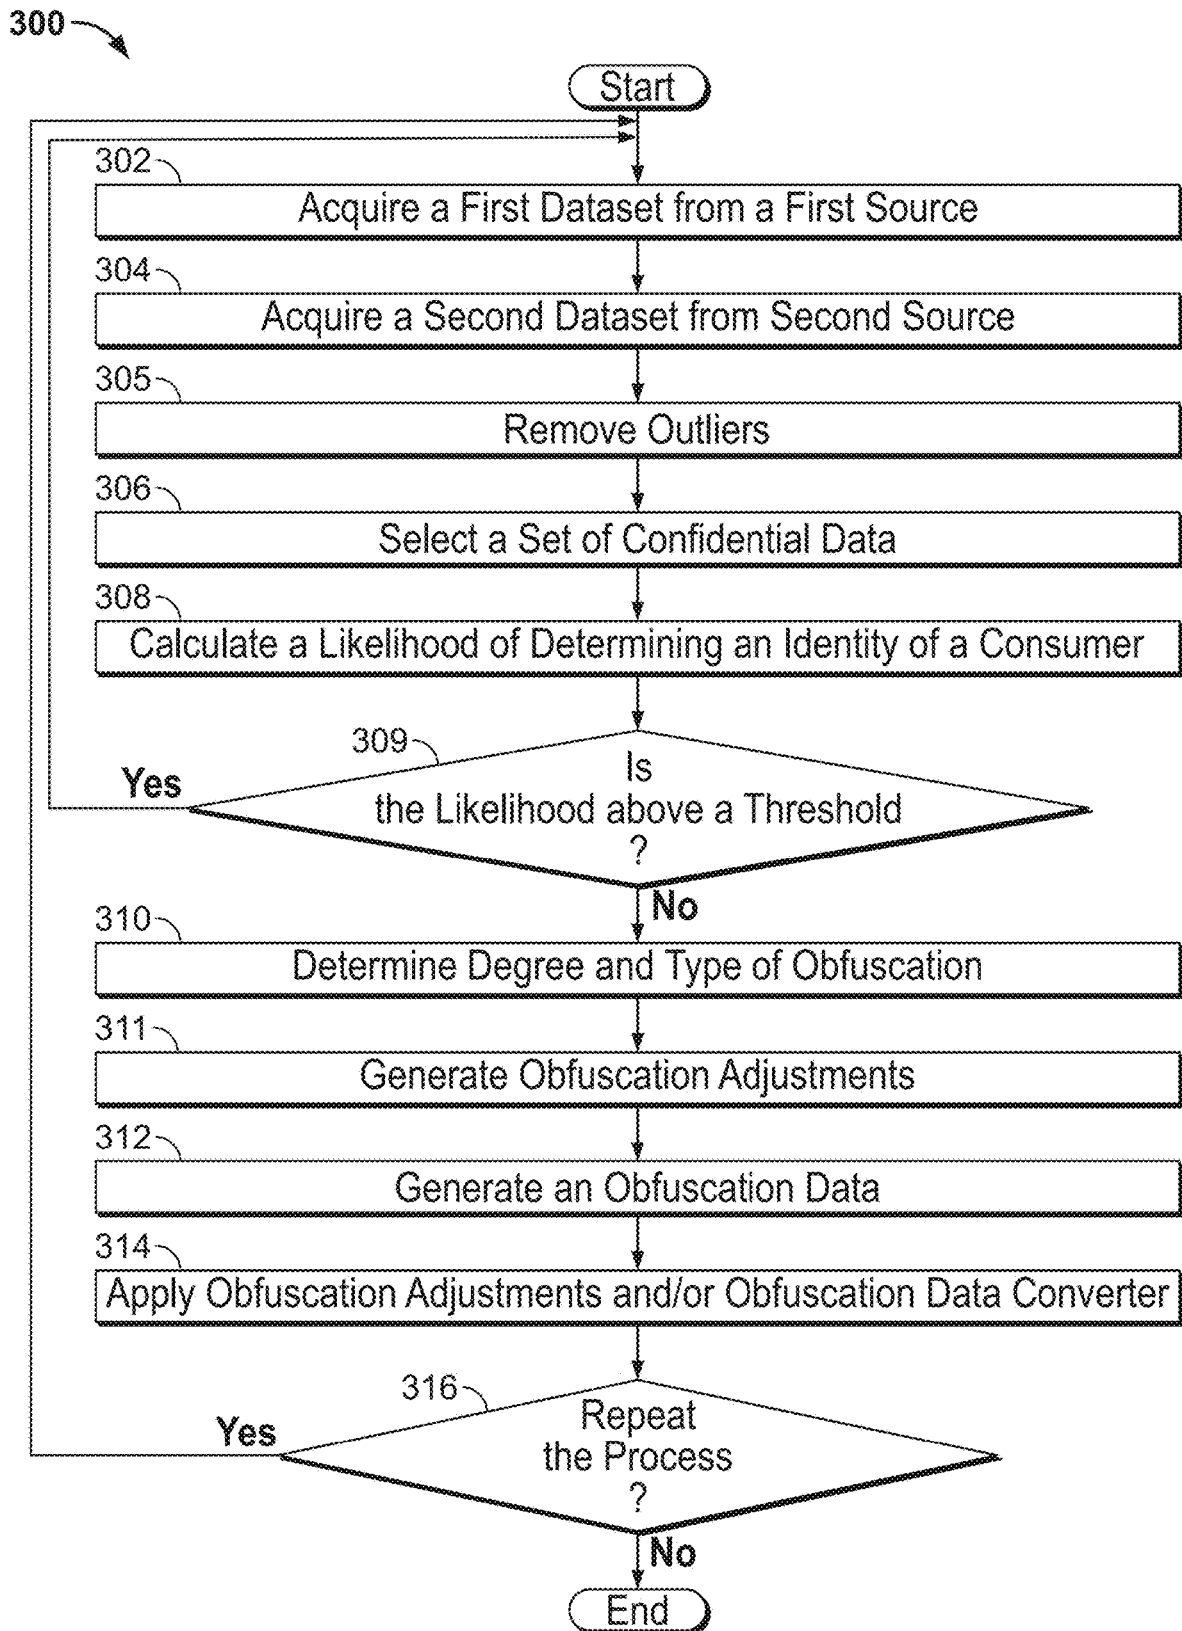 300
Start
302
Acquire a First Dataset from a First Source
304
Acquire a Second Dataset from Second Source
305
Remove Outliers
306
Select a Set of Confidential Data
308
Calculate a Likelihood of Determining an Identity of a Consumer
309
Yes
Is
the Likelihood above a Threshold
?
No
310
Determine Degree and Type of Obfuscation
311
Generate Obfuscation Adjustments
312
Generate an Obfuscation Data
314
Apply Obfuscation Adjustments and/or Obfuscation Data Converter
316
Yes
Repeat
the Process
?
No
End